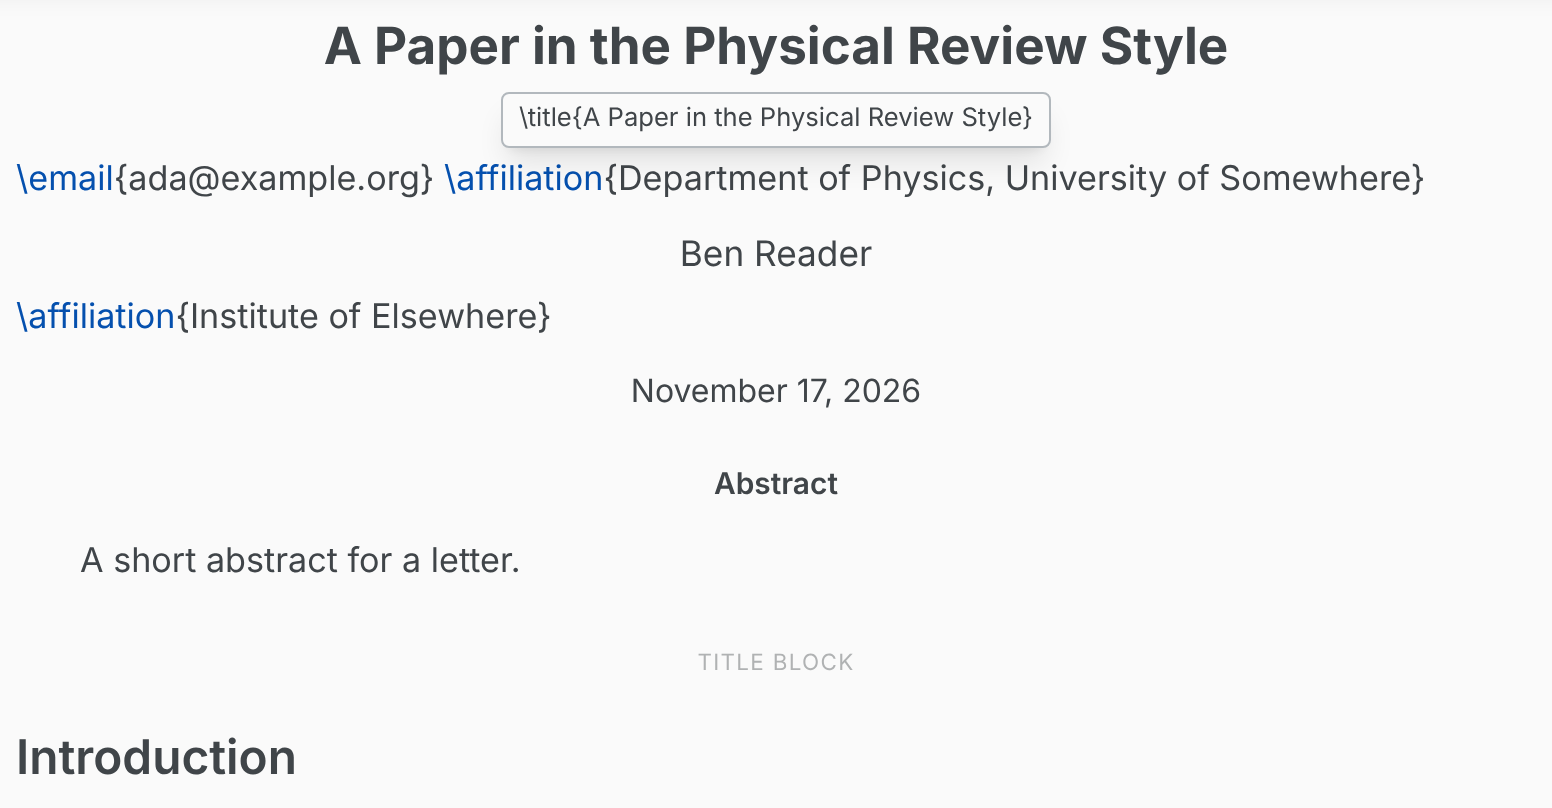 A Paper in the Physical Review Style
\title{A Paper in the Physical Review Style}
\email{ada@example.org} \affiliation{Department of Physics, University of Somewhere}
Ben Reader
\affiliation{Institute of Elsewhere}
November 17, 2026
Abstract
A short abstract for a letter.
TITLE BLOCK
Introduction